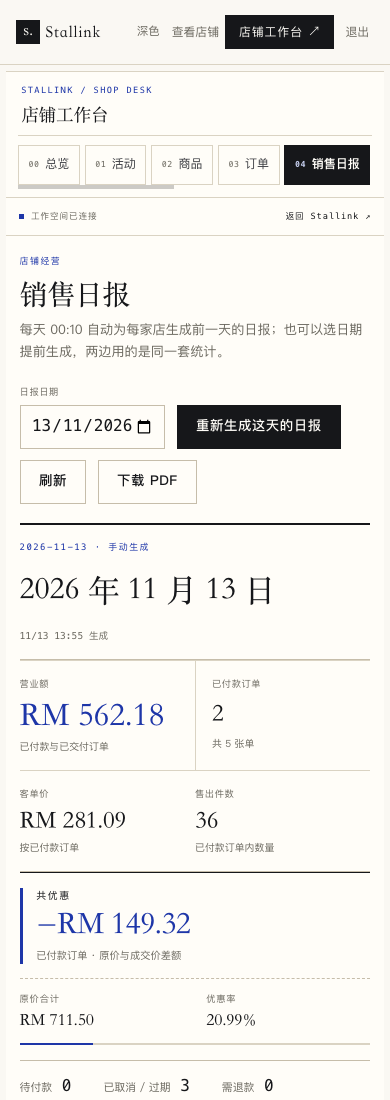 s. Stallink 深色 查看店铺 店铺工作台 ↗ 退出
STALLINK / SHOP DESK
店铺工作台
00 总览 01 活动 02 商品 03 订单 04 销售日报
工作空间已连接 返回 Stallink ↗
店铺经营
销售日报
每天 00:10 自动为每家店生成前一天的日报；也可以选日期
提前生成，两边用的是同一套统计。
日报日期
13/11/2026 重新生成这天的日报
刷新 下载 PDF
2026-11-13 · 手动生成
2026 年 11 月 13 日
11/13 13:55 生成
营业额 已付款订单
RM 562.18 2
已付款与已交付订单 共 5 张单
客单价 售出件数
RM 281.09 36
按已付款订单 已付款订单内数量
共优惠
−RM 149.32
已付款订单 · 原价与成交价差额
原价合计 优惠率
RM 711.50 20.99%
待付款 0 已取消 / 过期 3 需退款 0